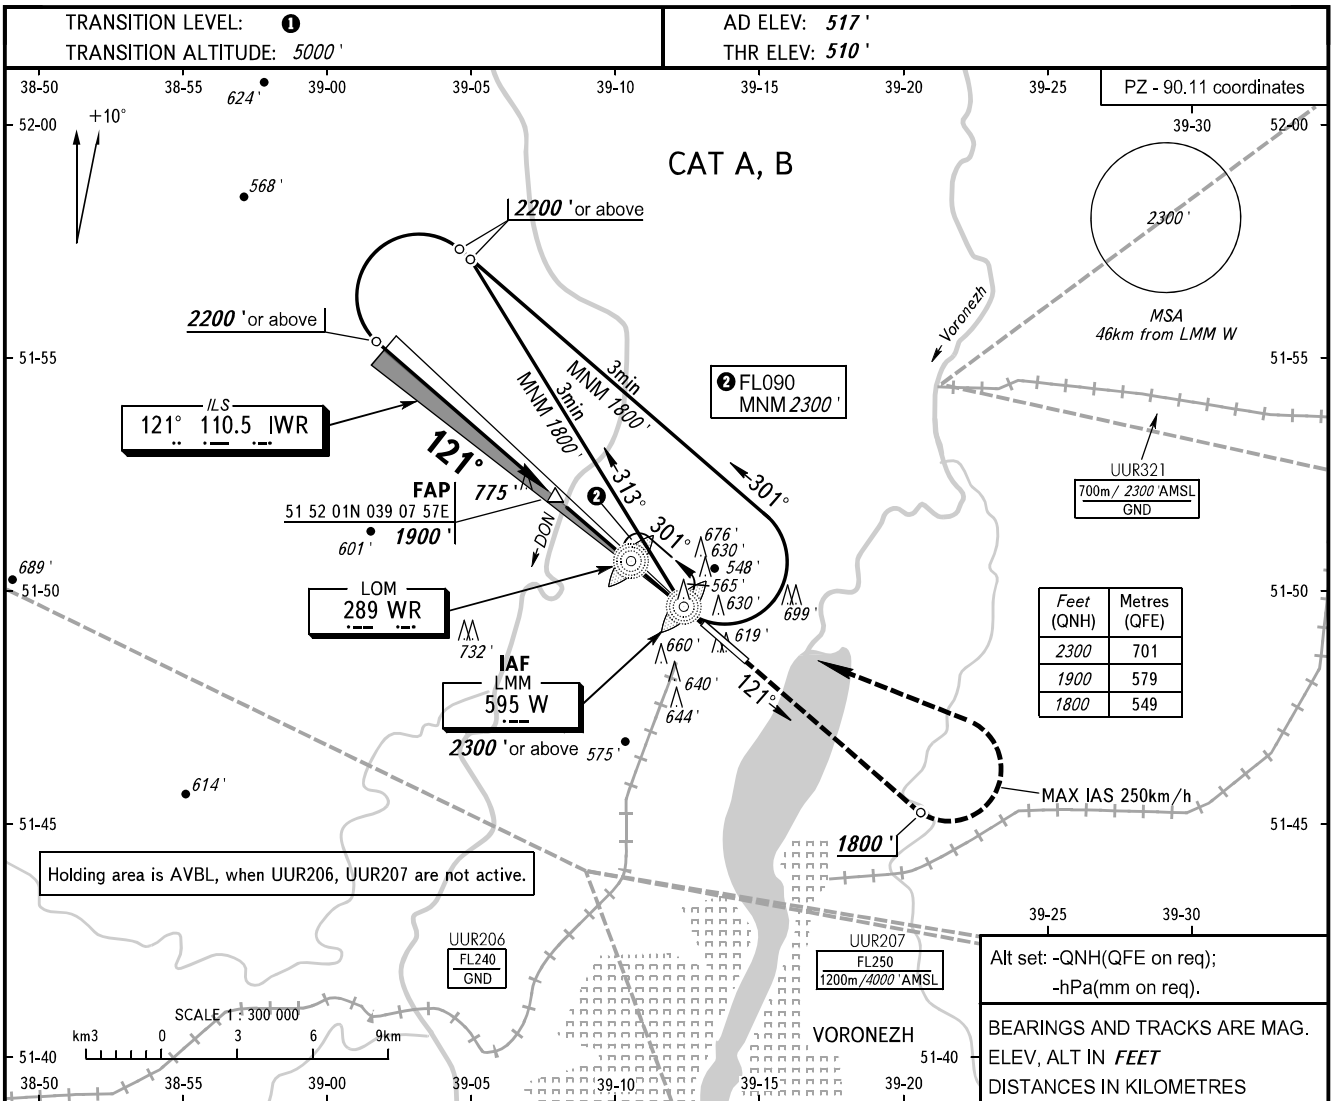 TRANSITION LEVEL: ❶
TRANSITION ALTITUDE: 5000 '
AD ELEV: 517 '
THR ELEV: 510 '
38-50 38-55 39-00 39-05 39-10 39-15 39-20 39-25
PZ - 90.11 coordinates
39-30
52-00 52-00
+10°
624 '
CAT A, B
568 '
2200 ' or above
2300 '
MSA
46km from LMM W
Voronezh
2200 ' or above
51-55 51-55
3min
MNM 1800 '
3min
MNM 1800 '
❷ FL090
MNM 2300 '
ILS
121° 110.5 IWR
121°
FAP
51 52 01N 039 07 57E
1900 '
775 '
❷
313°
301°
301°
UUR321
700m / 2300 'AMSL
GND
DON
601 '
689 '
676 '
630 '
548 '
565 '
630 '
699 '
619 '
51-50 51-50
LOM
289 WR
732 '
660 '
640 '
644 '
IAF
LMM
595 W
2300 ' or above
575 '
121°
Feet
(QNH)
Metres
(QFE)
2300 701
1900 579
1800 549
614 '
MAX IAS 250km/h
1800 '
51-45 51-45
Holding area is AVBL, when UUR206, UUR207 are not active.
39-25 39-30
UUR206
FL240
GND
UUR207
FL250
1200m /4000 'AMSL
Alt set: -QNH(QFE on req);
-hPa(mm on req).
SCALE 1 : 300 000
km3 0 3 6 9km
VORONEZH
51-40 51-40
BEARINGS AND TRACKS ARE MAG.
ELEV, ALT IN FEET
DISTANCES IN KILOMETRES
38-50 38-55 39-00 39-05 39-10 39-15 39-20